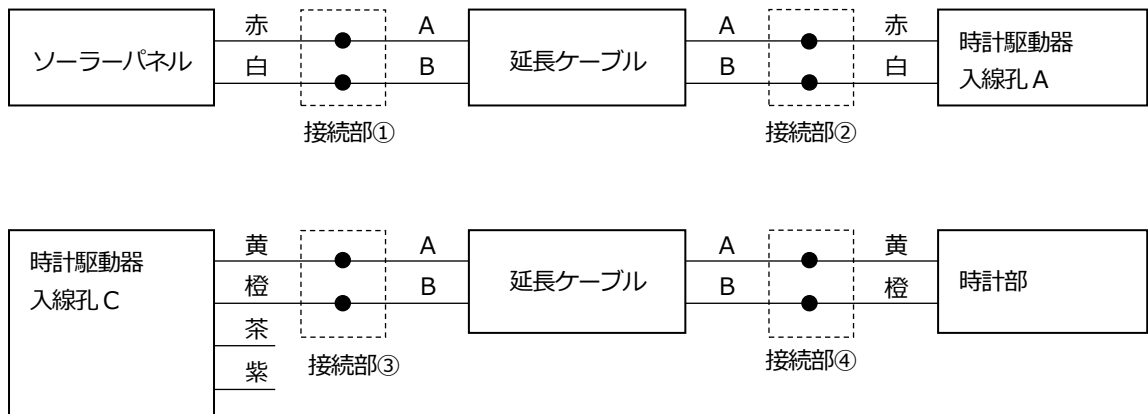 赤 A A 赤
ソーラーパネル 延長ケーブル 時計駆動器
白 B B 白
入線孔 A
接続部① 接続部②
黄 A A 黄
時計駆動器 延長ケーブル 時計部
入線孔 C 橙 B B 橙
茶
接続部③ 接続部④
紫